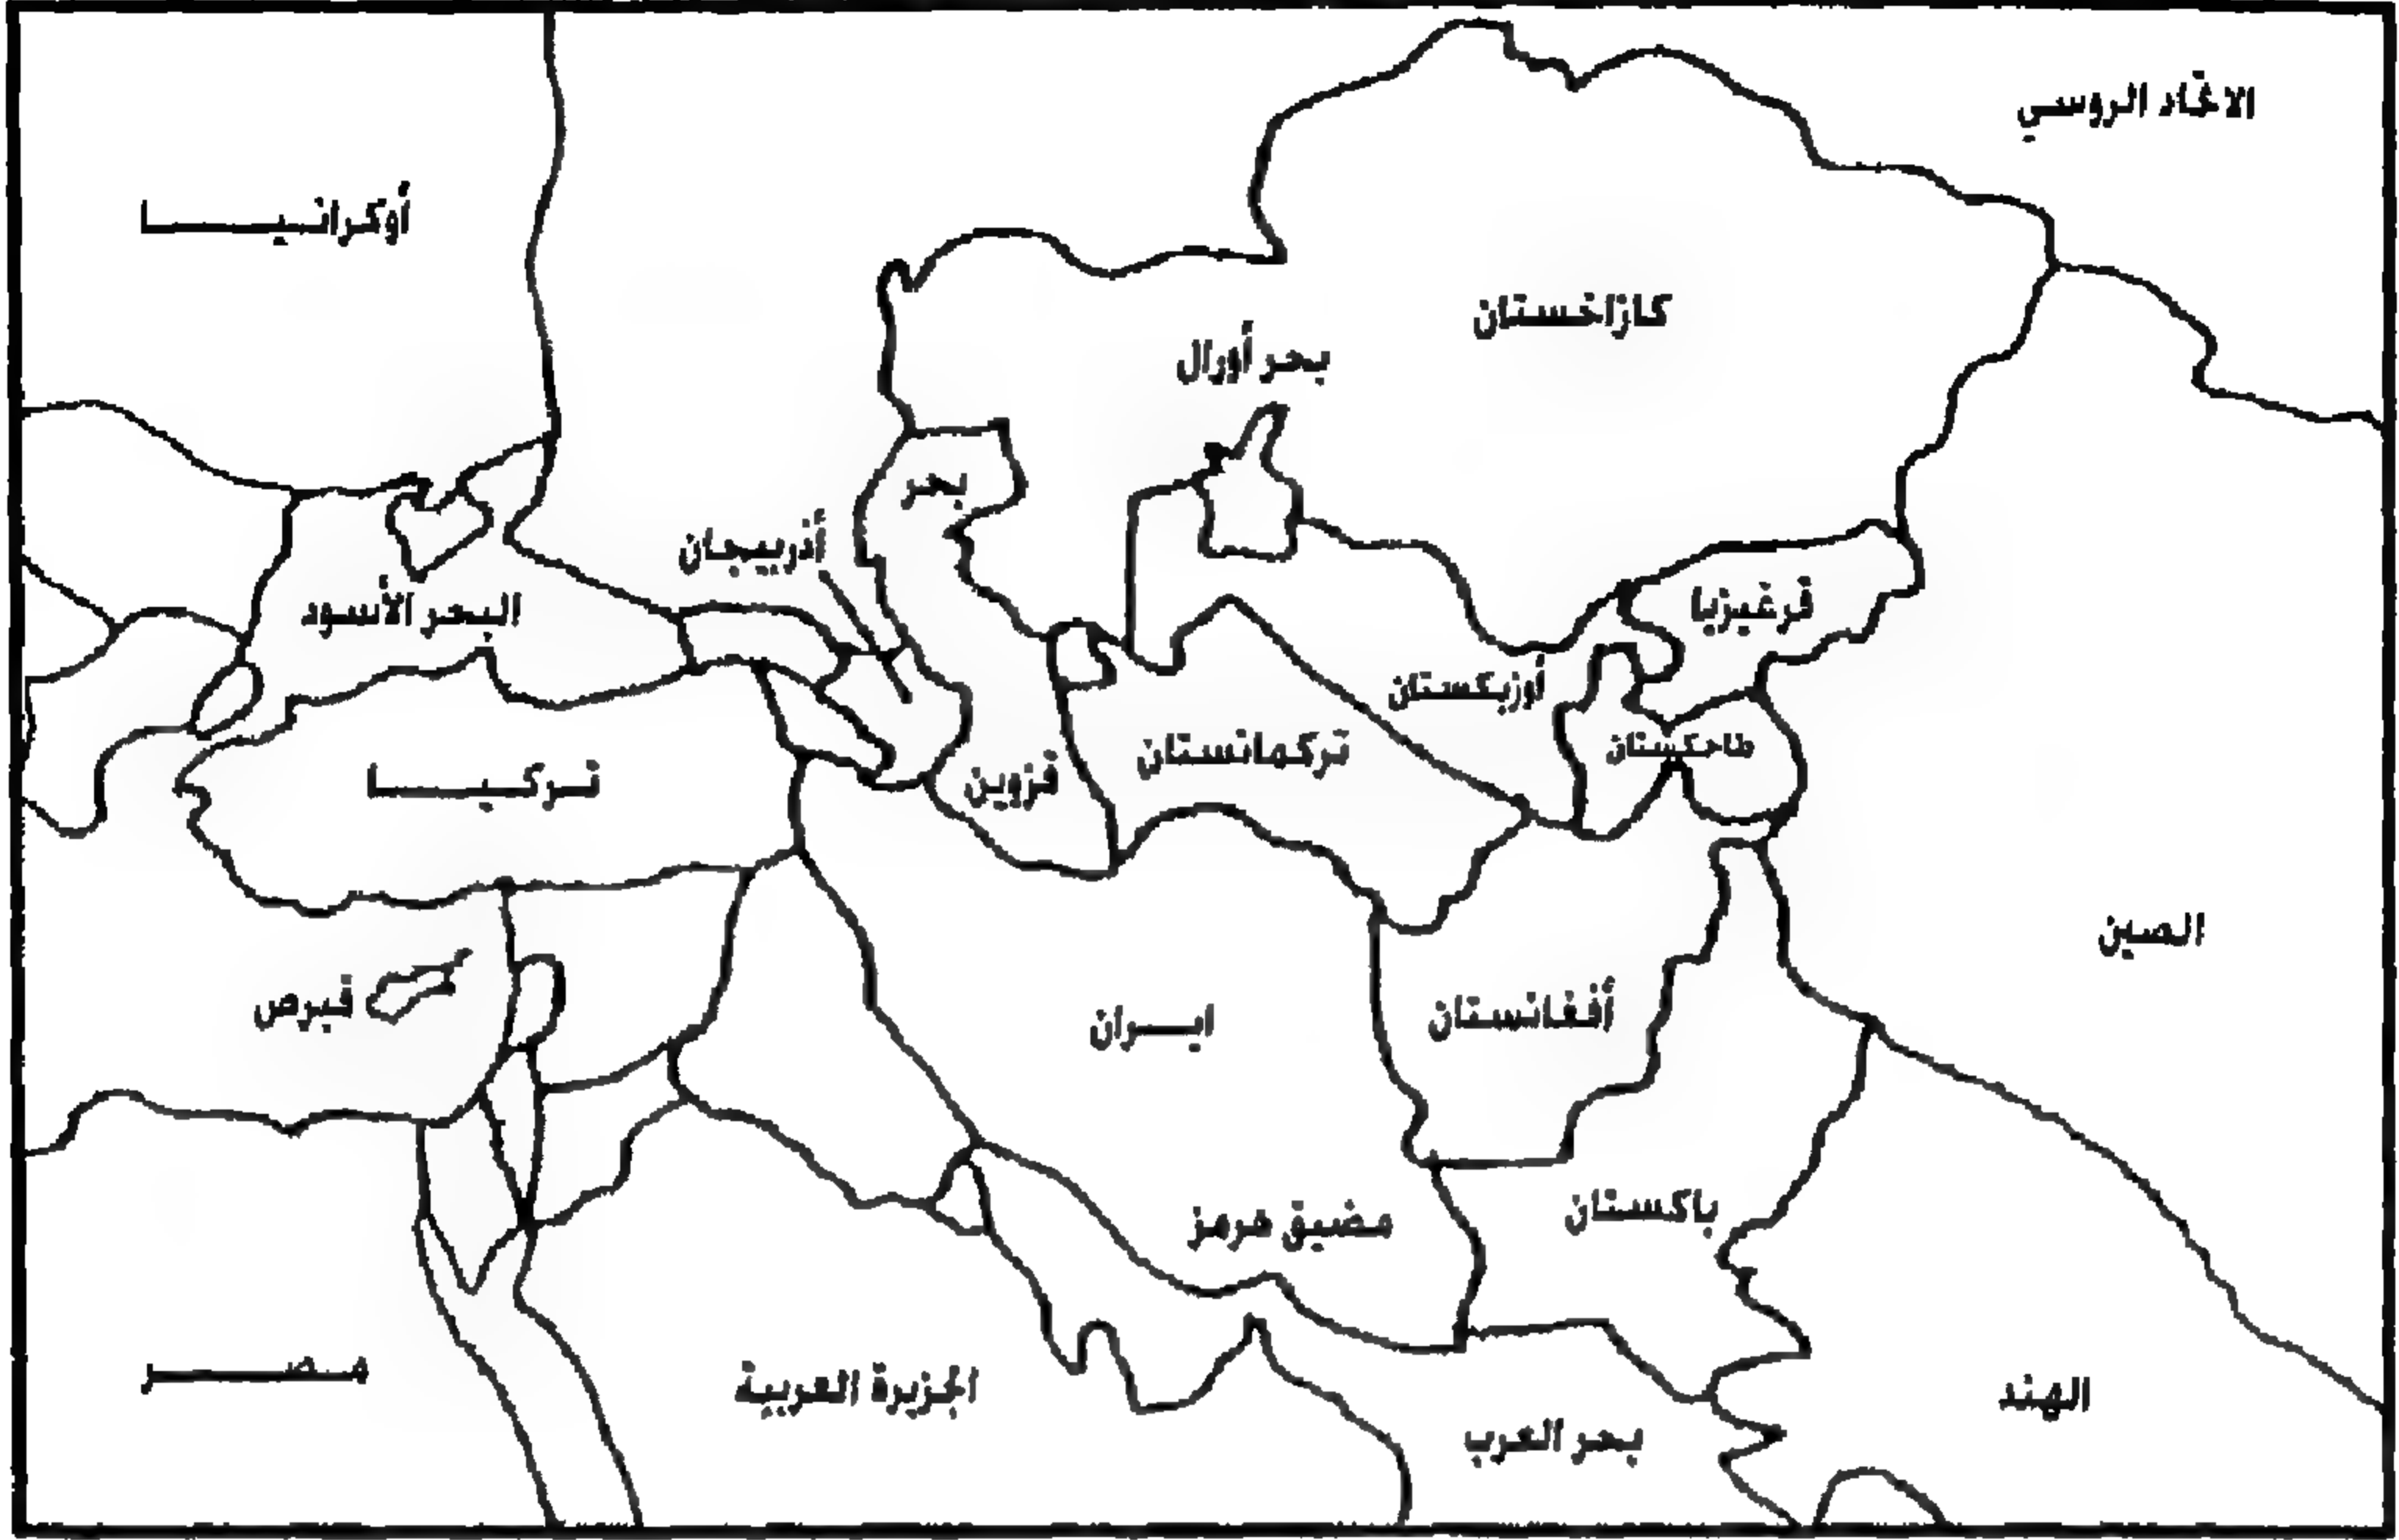 الاتحاد الروسي
أوكرانيا
كازاخستان
بحر أورال
بحر
أذربيجان
قرغيزيا
البحر الأسود
أوزبكستان
طاجكستان
تركمانستان
قزوين
تركيا
الصين
قبرص
أفغانستان
ايران
باكستان
مضيق هرمز
مصر
الجزيرة العربية
الهند
بحر العرب